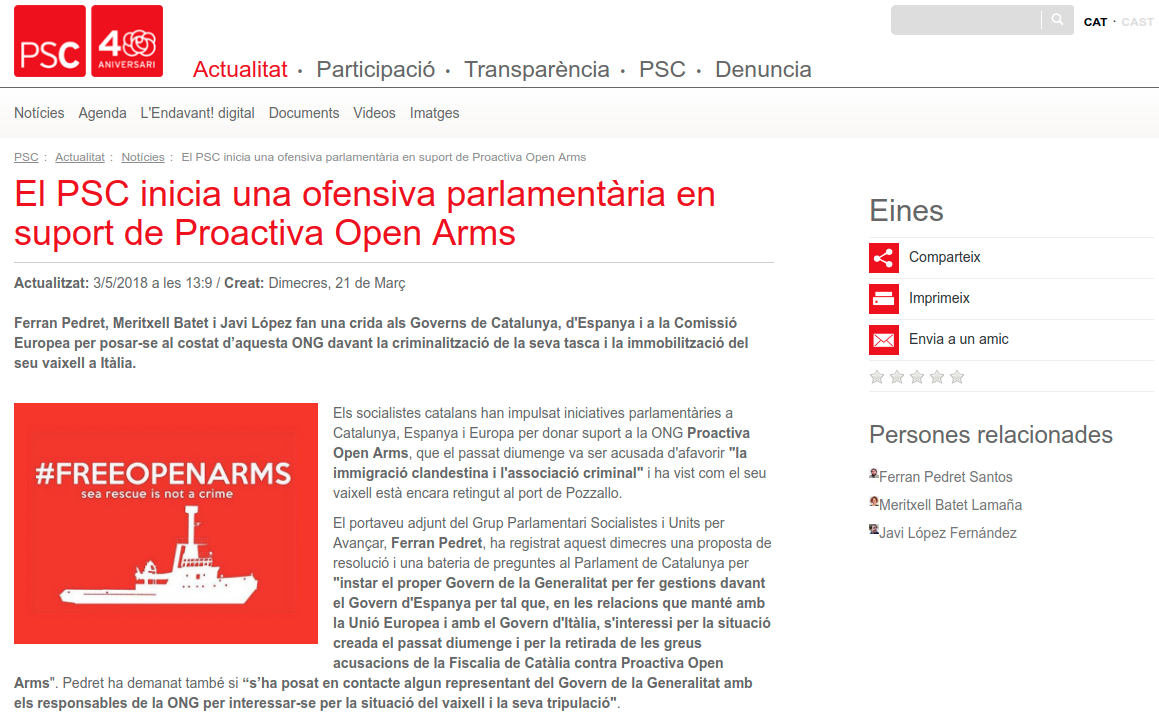 PSC
40
ANIVERSARI
CAT · CAST
Actualitat · Participació · Transparència · PSC · Denuncia
Notícies Agenda L'Endavant! digital Documents Videos Imatges
PSC : Actualitat : Notícies : El PSC inicia una ofensiva parlamentària en suport de Proactiva Open Arms
El PSC inicia una ofensiva parlamentària en
suport de Proactiva Open Arms
Actualitzat: 3/5/2018 a les 13:9 / Creat: Dimecres, 21 de Març
Ferran Pedret, Meritxell Batet i Javi López fan una crida als Governs de Catalunya, d'Espanya i a la Comissió
Europea per posar-se al costat d’aquesta ONG davant la criminalització de la seva tasca i la immobilització del
seu vaixell a Itàlia.
#FREEOPENARMS
sea rescue is not a crime
Els socialistes catalans han impulsat iniciatives parlamentàries a
Catalunya, Espanya i Europa per donar suport a la ONG Proactiva
Open Arms, que el passat diumenge va ser acusada d'afavorir "la
immigració clandestina i l'associació criminal" i ha vist com el seu
vaixell està encara retingut al port de Pozzallo.
El portaveu adjunt del Grup Parlamentari Socialistes i Units per
Avançar, Ferran Pedret, ha registrat aquest dimecres una proposta de
resolució i una bateria de preguntes al Parlament de Catalunya per
"instar el proper Govern de la Generalitat per fer gestions davant
el Govern d'Espanya per tal que, en les relacions que manté amb
la Unió Europea i amb el Govern d'Itàlia, s'interessi per la situació
creada el passat diumenge i per la retirada de les greus
acusacions de la Fiscalia de Catàlia contra Proactiva Open
Arms". Pedret ha demanat també si “s’ha posat en contacte algun representant del Govern de la Generalitat amb
els responsables de la ONG per interessar-se per la situació del vaixell i la seva tripulació".
Eines
Comparteix
Imprimeix
Envia a un amic
Persones relacionades
Ferran Pedret Santos
Meritxell Batet Lamaña
Javi López Fernández